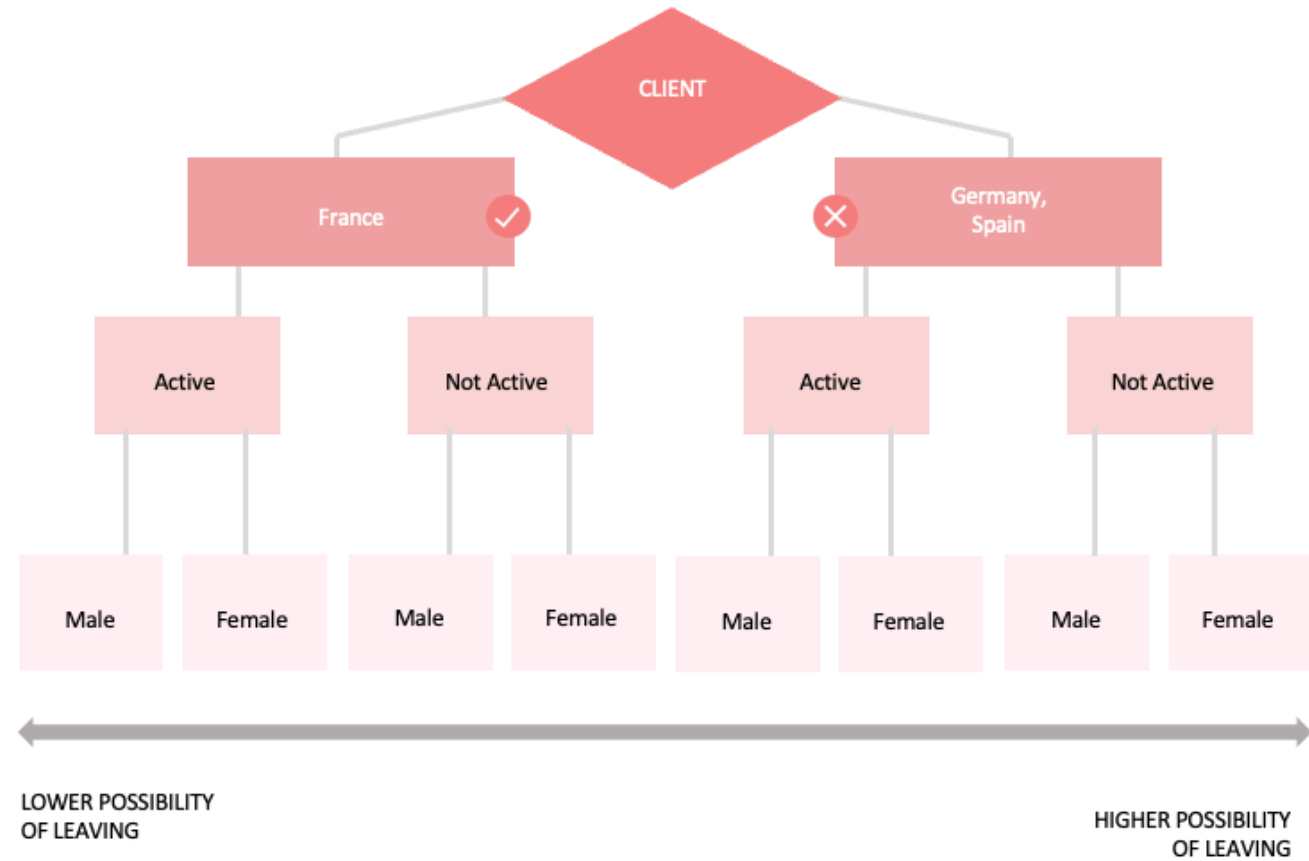 CLIENT
France
Germany,
Spain
Active
Not Active
Active
Not Active
Male
Female
Male
Female
Male
Female
Male
Female
LOWER POSSIBILITY
OF LEAVING
HIGHER POSSIBILITY
OF LEAVING